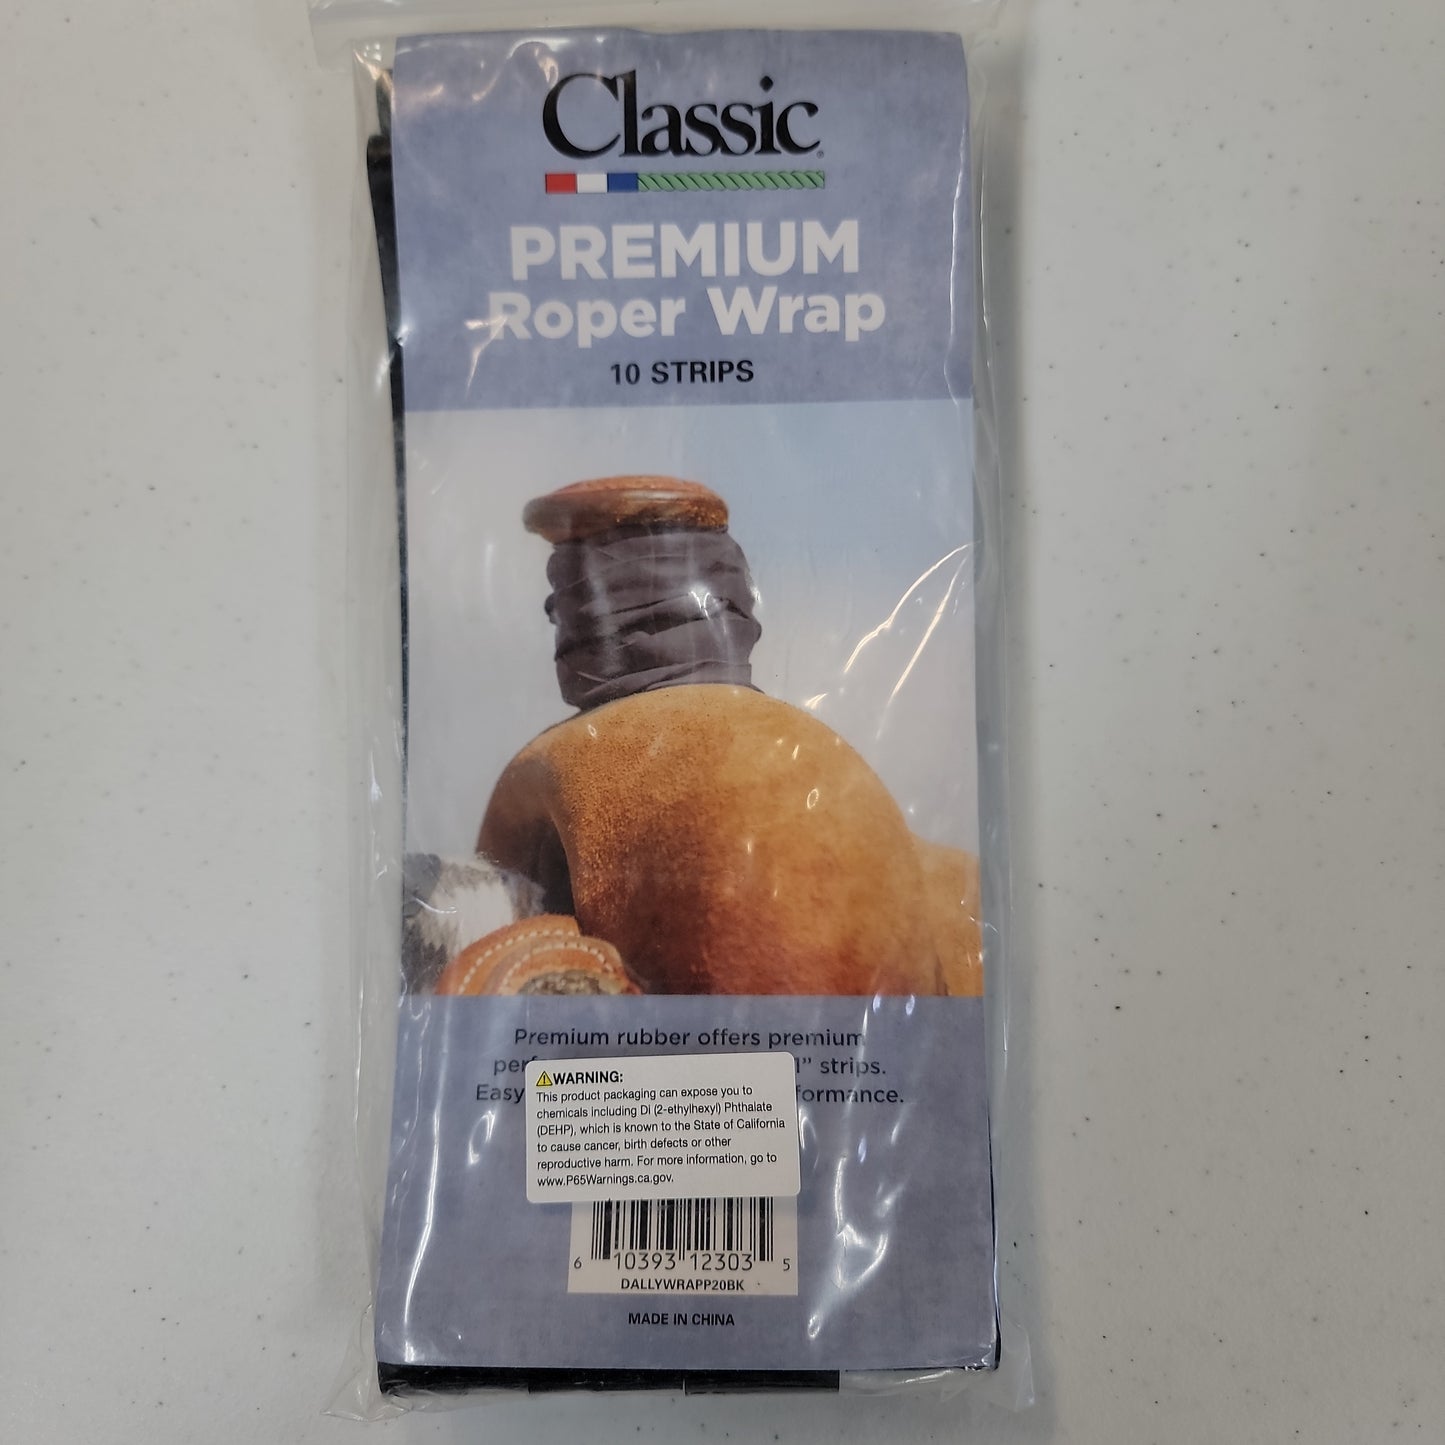 Classic
PREMIUM
Roper Wrap
10 STRIPS
Premium rubber offers premium
1" strips.
Easy
WARNING:
This product packaging can expose you to
chemicals including Di (2-ethylhexyl) Phthalate
(DEHP), which is known to the State of California
to cause cancer, birth defects or other
reproductive harm. For more information, go to
www.P65Warnings.ca.gov.
6 10393 12303 5
DALLYWRAPP20BK
MADE IN CHINA